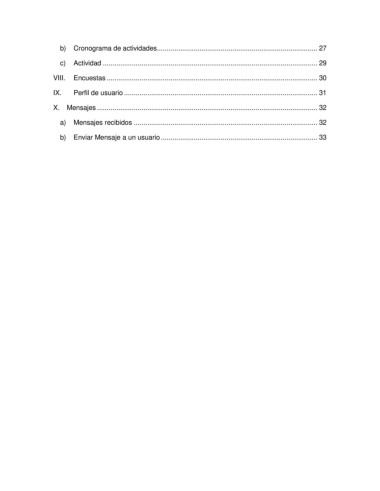 b) Cronograma de actividades........................................................................................ 27
c) Actividad ..................................................................................................................... 29
VIII. Encuestas .................................................................................................................. 30
IX. Perfil de usuario ......................................................................................................... 31
X. Mensajes ........................................................................................................................ 32
a) Mensajes recibidos .................................................................................................... 32
b) Enviar Mensaje a un usuario...................................................................................... 33